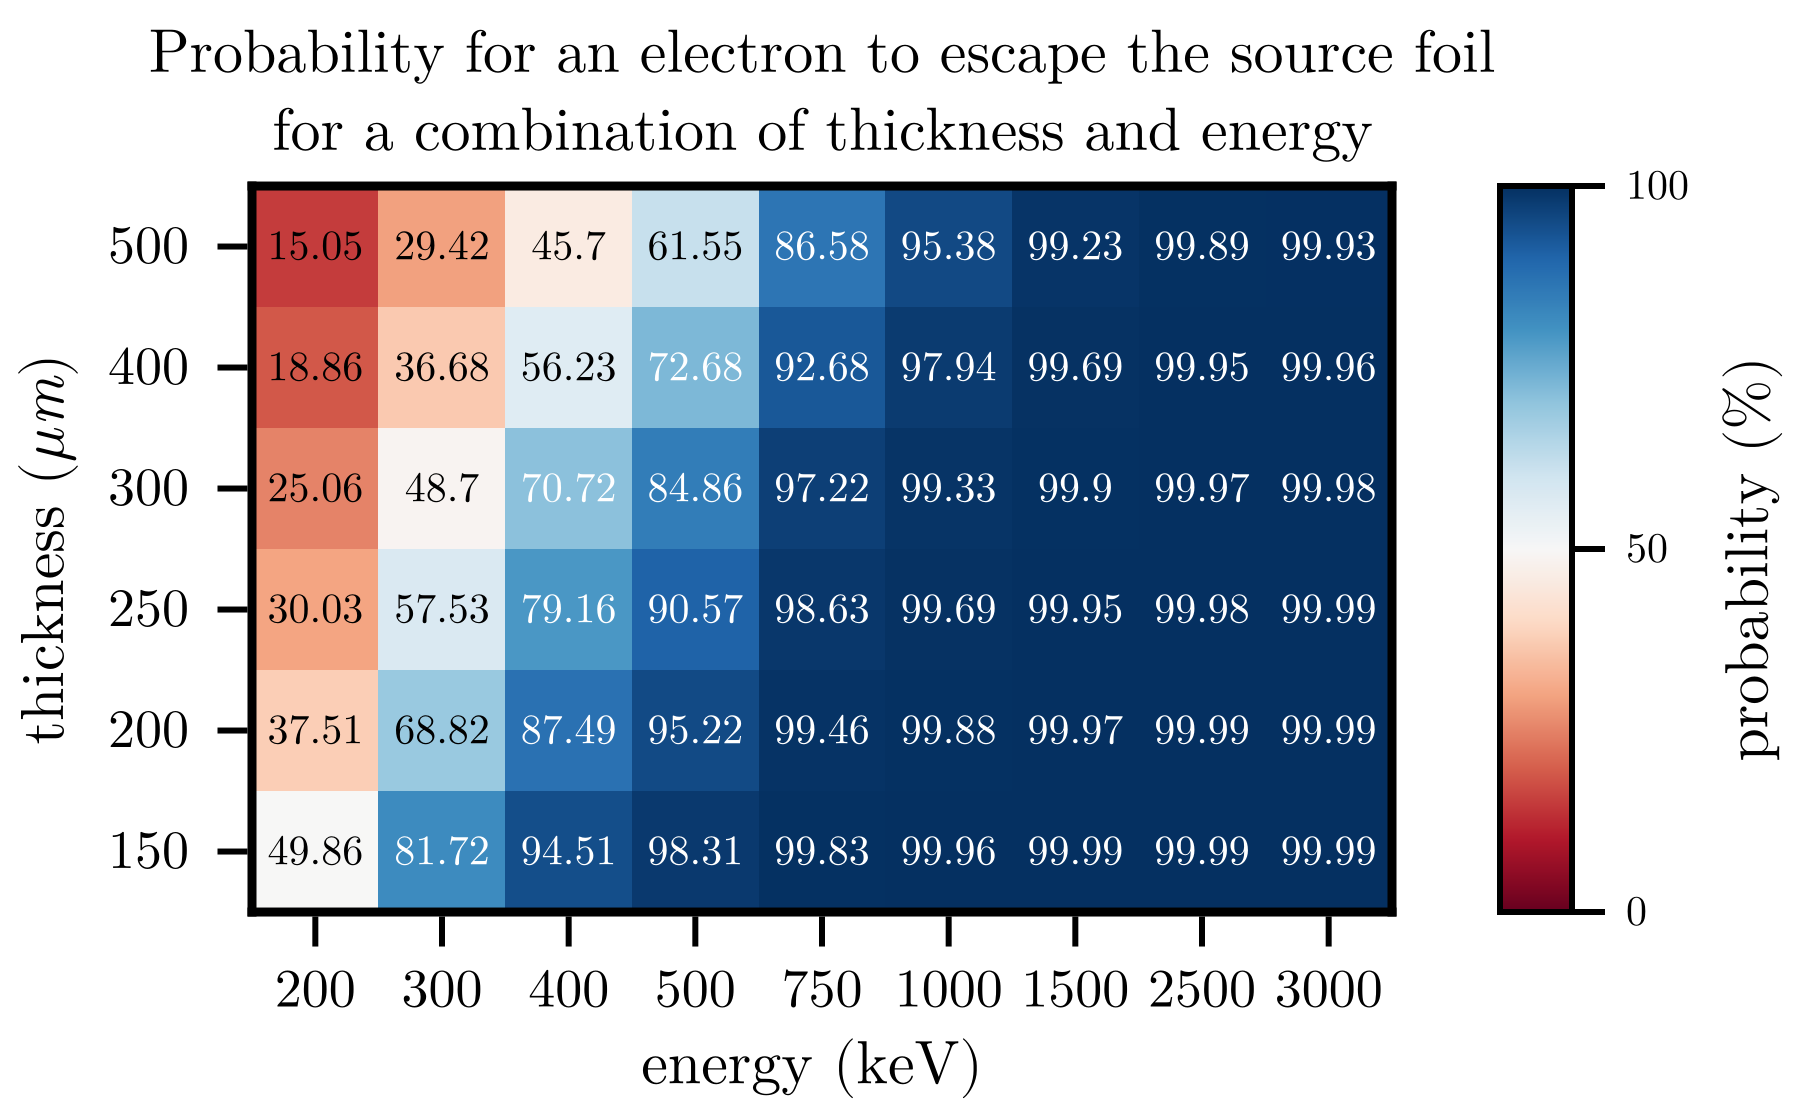 Probability for an electron to escape the source foil
for a combination of thickness and energy
thickness (μm)
500 15.05 29.42 45.7 61.55 86.58 95.38 99.23 99.89 99.93
400 18.86 36.68 56.23 72.68 92.68 97.94 99.69 99.95 99.96
300 25.06 48.7 70.72 84.86 97.22 99.33 99.9 99.97 99.98
250 30.03 57.53 79.16 90.57 98.63 99.69 99.95 99.98 99.99
200 37.51 68.82 87.49 95.22 99.46 99.88 99.97 99.99 99.99
150 49.86 81.72 94.51 98.31 99.83 99.96 99.99 99.99 99.99
200 300 400 500 750 1000 1500 2500 3000
energy (keV)
100
50
0
probability (%)